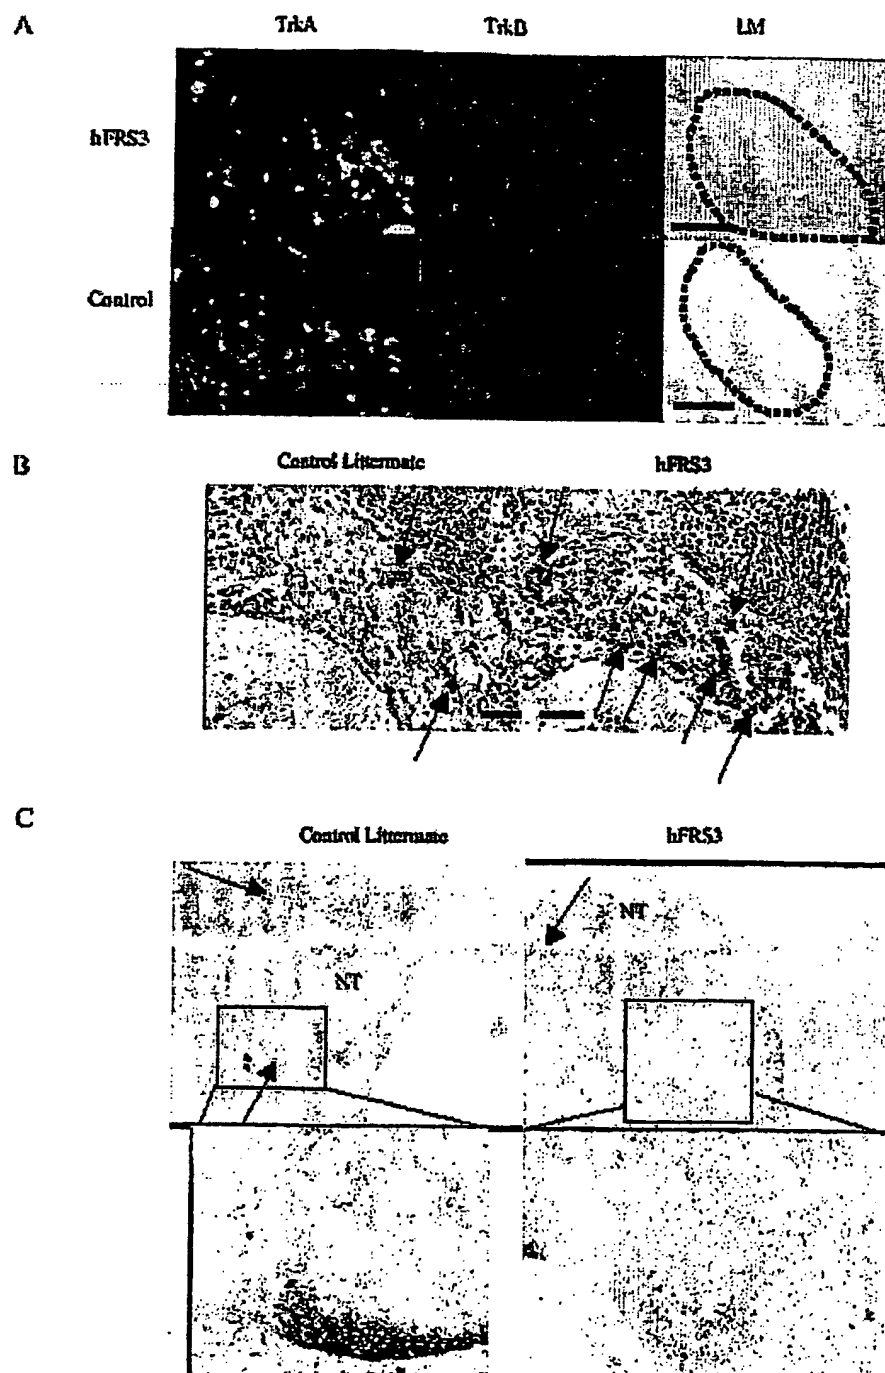 A
TrkA TrkB LM
hFRS3
Control
B
Control Littermate hFRS3
C
Control Littermate hFRS3
NT
NT